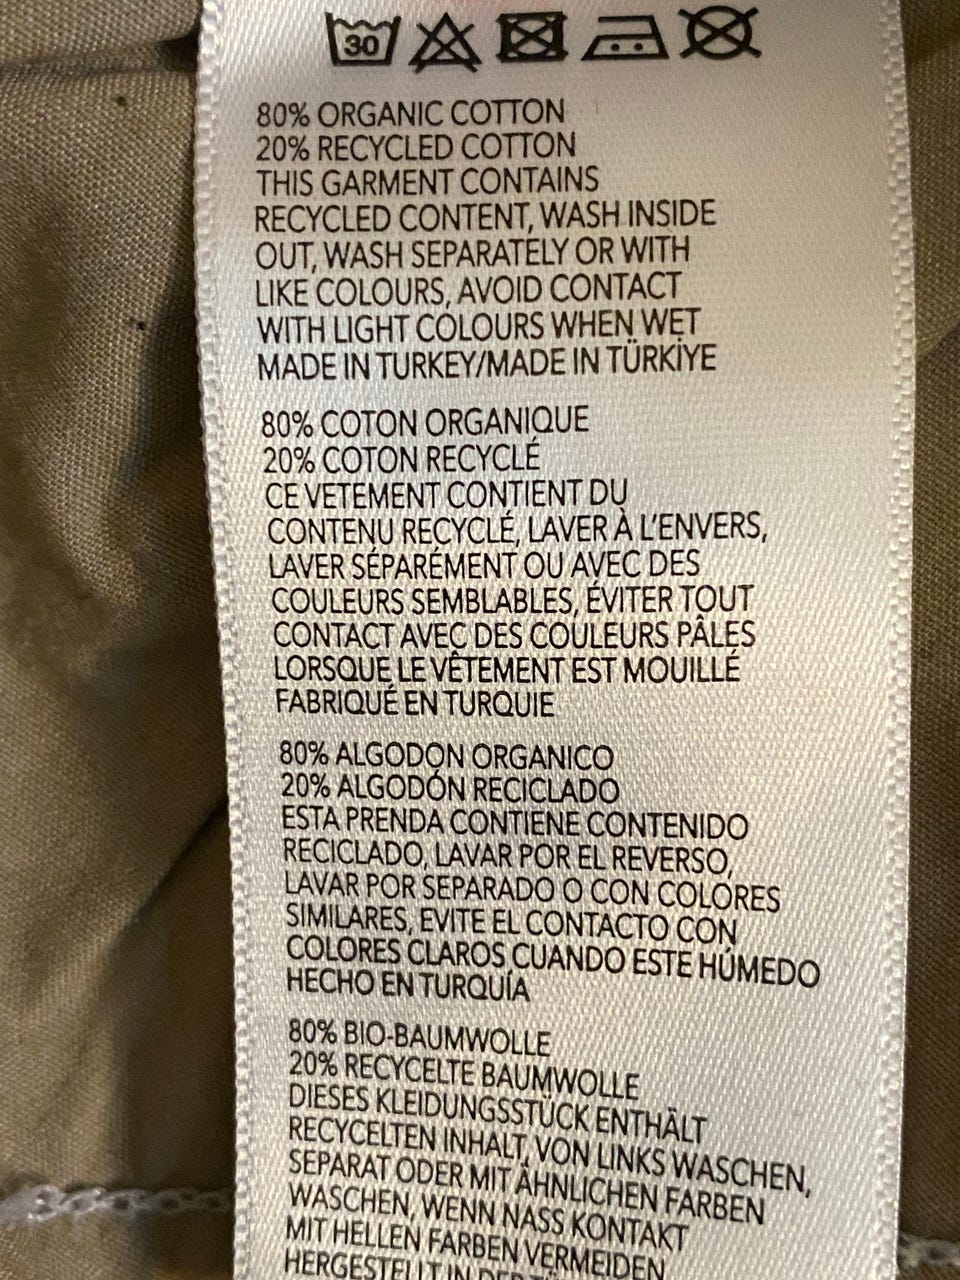 30
80% ORGANIC COTTON
20% RECYCLED COTTON
THIS GARMENT CONTAINS
RECYCLED CONTENT, WASH INSIDE
OUT, WASH SEPARATELY OR WITH
LIKE COLOURS, AVOID CONTACT
WITH LIGHT COLOURS WHEN WET
MADE IN TURKEY/MADE IN TÜRKİYE
80% COTON ORGANIQUE
20% COTON RECYCLÉ
CE VETEMENT CONTIENT DU
CONTENU RECYCLÉ, LAVER À L'ENVERS,
LAVER SÉPARÉMENT OU AVEC DES
COULEURS SEMBLABLES, ÉVITER TOUT
CONTACT AVEC DES COULEURS PÂLES
LORSQUE LE VÊTEMENT EST MOUILLÉ
FABRIQUÉ EN TURQUIE
80% ALGODON ORGANICO
20% ALGODÓN RECICLADO
ESTA PRENDA CONTIENE CONTENIDO
RECICLADO, LAVAR POR EL REVERSO,
LAVAR POR SEPARADO O CON COLORES
SIMILARES, EVITE EL CONTACTO CON
COLORES CLAROS CUANDO ESTE HÚMEDO
HECHO EN TURQUÍA
80% BIO-BAUMWOLLE
20% RECYCELTE BAUMWOLLE
DIESES KLEIDUNGSSTÜCK ENTHÄLT
RECYCELTEN INHALT, VON LINKS WASCHEN,
SEPARAT ODER MIT ÄHNLICHEN FARBEN
WASCHEN, WENN NASS KONTAKT
MIT HELLEN FARBEN VERMEIDEN
HERGESTELLT IN DER